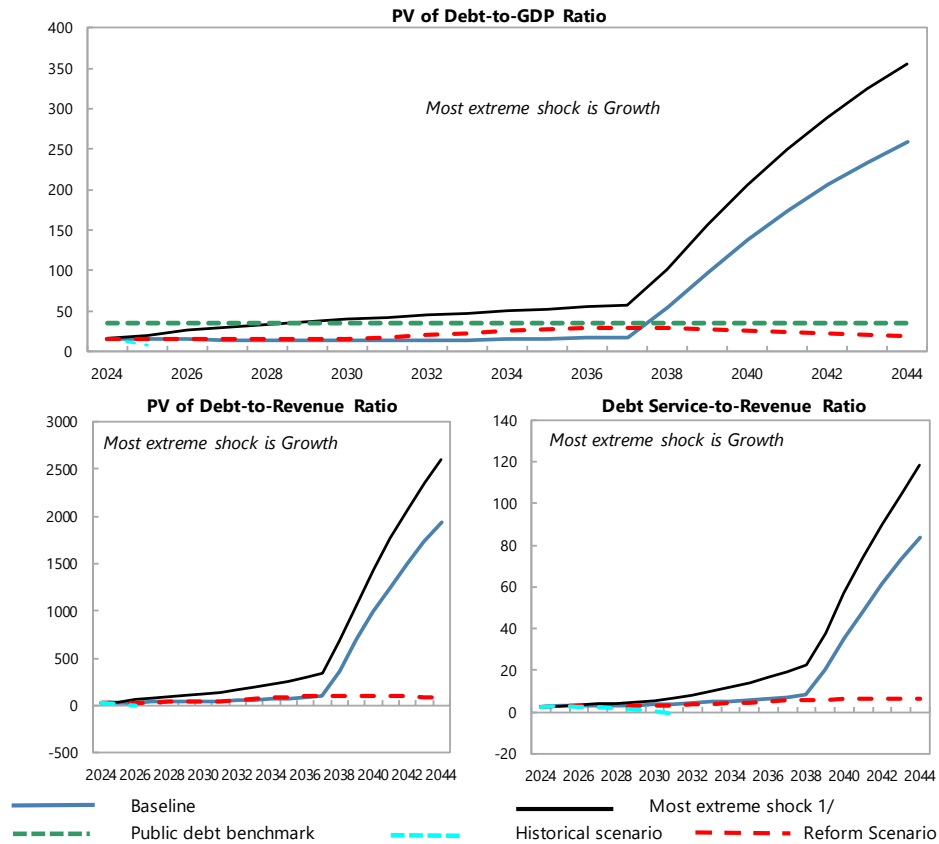 PV of Debt-to-GDP Ratio
400
350
300
250
200
150
100
50
0
Most extreme shock is Growth
2024 2026 2028 2030 2032 2034 2036 2038 2040 2042 2044
PV of Debt-to-Revenue Ratio
3000
2500
2000
1500
1000
500
0
-500
Most extreme shock is Growth
2024 2026 2028 2030 2032 2034 2036 2038 2040 2042 2044
Debt Service-to-Revenue Ratio
140
120
100
80
60
40
20
0
-20
Most extreme shock is Growth
2024 2026 2028 2030 2032 2034 2036 2038 2040 2042 2044
Baseline Most extreme shock 1/
Public debt benchmark Historical scenario Reform Scenario